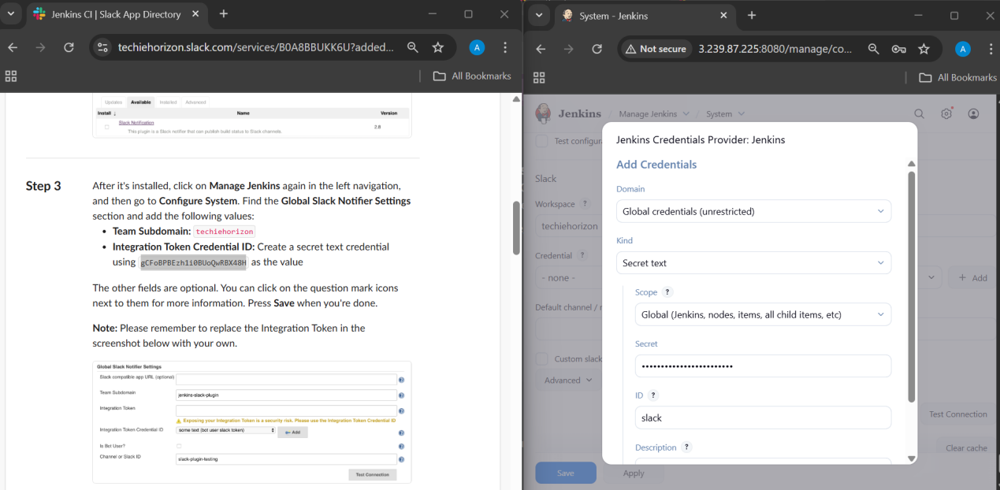 Jenkins CI | Slack App Directory
techiehorizon.slack.com/services/B0A8BBUKK6U?added...
A
All Bookmarks
Updates Available Installed Advanced
Install ↓ Name Version
Slack Notification
This plugin is a Slack notifier that can publish build status to Slack channels.
2.8
Step 3
After it's installed, click on Manage Jenkins again in the left navigation,
and then go to Configure System. Find the Global Slack Notifier Settings
section and add the following values:
• Team Subdomain: techiehorizon
• Integration Token Credential ID: Create a secret text credential
using gCFoBPBEzh1i0BUoQwRBX48H as the value
The other fields are optional. You can click on the question mark icons
next to them for more information. Press Save when you're done.
Note: Please remember to replace the Integration Token in the
screenshot below with your own.
Global Slack Notifier Settings
Slack compatible app URL (optional)
Team Subdomain
jenkins-slack-plugin
Integration Token
Exposing your Integration Token is a security risk. Please use the Integration Token Credential ID
Integration Token Credential ID
some text (bot user slack token)
Add
Is Bot User?
Channel or Slack ID
slack-plugin-testing
Test Connection
System - Jenkins
Not secure
3.239.87.225:8080/manage/co...
A
All Bookmarks
Jenkins / Manage Jenkins / System
Test configura
Slack
Workspace ?
techiehorizon
Credential ?
- none -
+ Add
Default channel /
Custom slack
Advanced
Test Connection
Clear cache
Save
Apply
Jenkins Credentials Provider: Jenkins
Add Credentials
Domain
Global credentials (unrestricted)
Kind
Secret text
Scope ?
Global (Jenkins, nodes, items, all child items, etc)
Secret
••••••••••••••••••••••••
ID ?
slack
Description ?